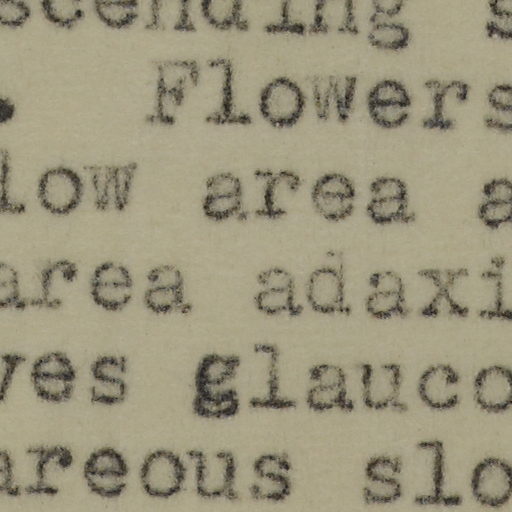 scending s
. Flowers
low area a
area adaxi
ves glauco
areous slo